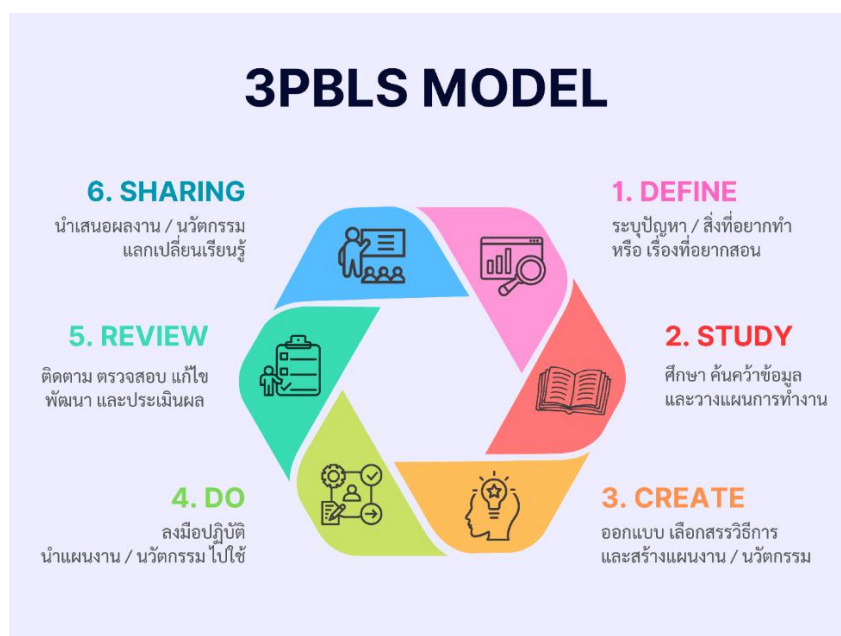 3PBLS MODEL
1. DEFINE
ระบุปัญหา / สิ่งที่อยากทำ
หรือ เรื่องที่อยากสอน
2. STUDY
ศึกษา ค้นคว้าข้อมูล
และวางแผนการทำงาน
3. CREATE
ออกแบบ เลือกสรรวิธีการ
และสร้างแผนงาน / นวัตกรรม
4. DO
ลงมือปฏิบัติ
นำแผนงาน / นวัตกรรม ไปใช้
5. REVIEW
ติดตาม ตรวจสอบ แก้ไข
พัฒนา และประเมินผล
6. SHARING
นำเสนอผลงาน / นวัตกรรม
แลกเปลี่ยนเรียนรู้